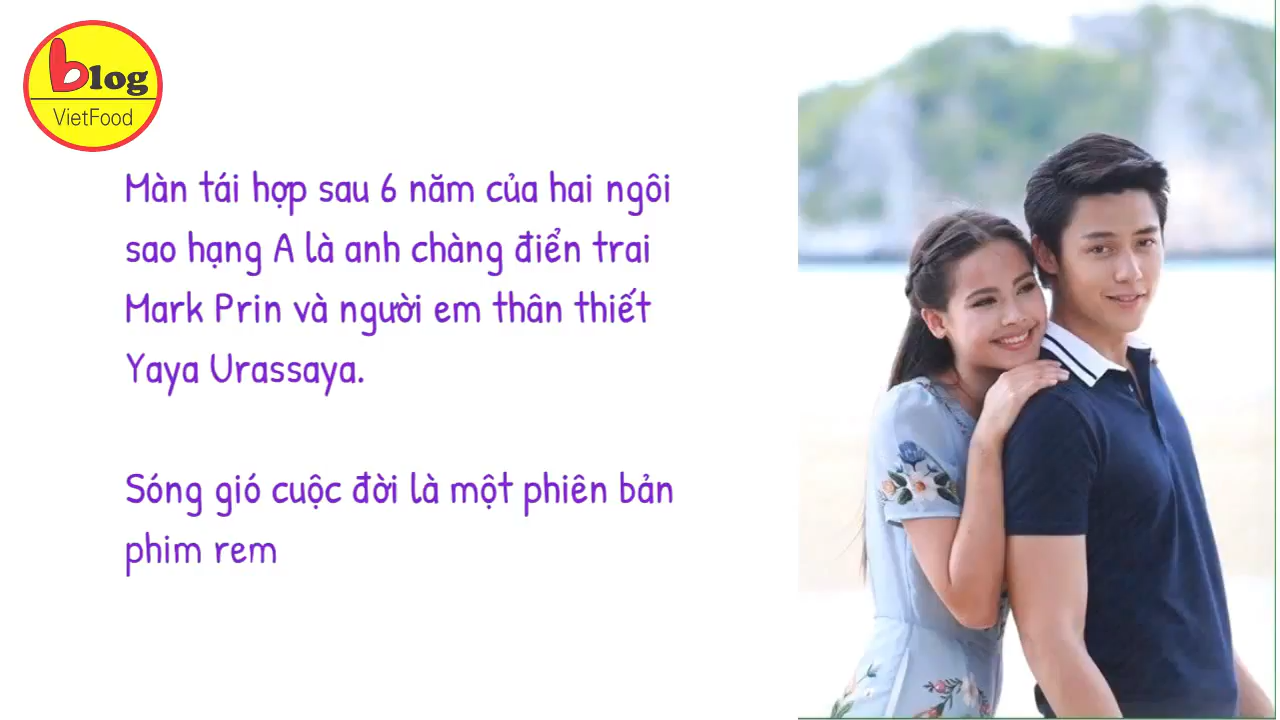 blog
VietFood
Màn tái hợp sau 6 năm của hai ngôi
sao hạng A là anh chàng điển trai
Mark Prin và người em thân thiết
Yaya Urassaya.
Sóng gió cuộc đời là một phiên bản
phim rem